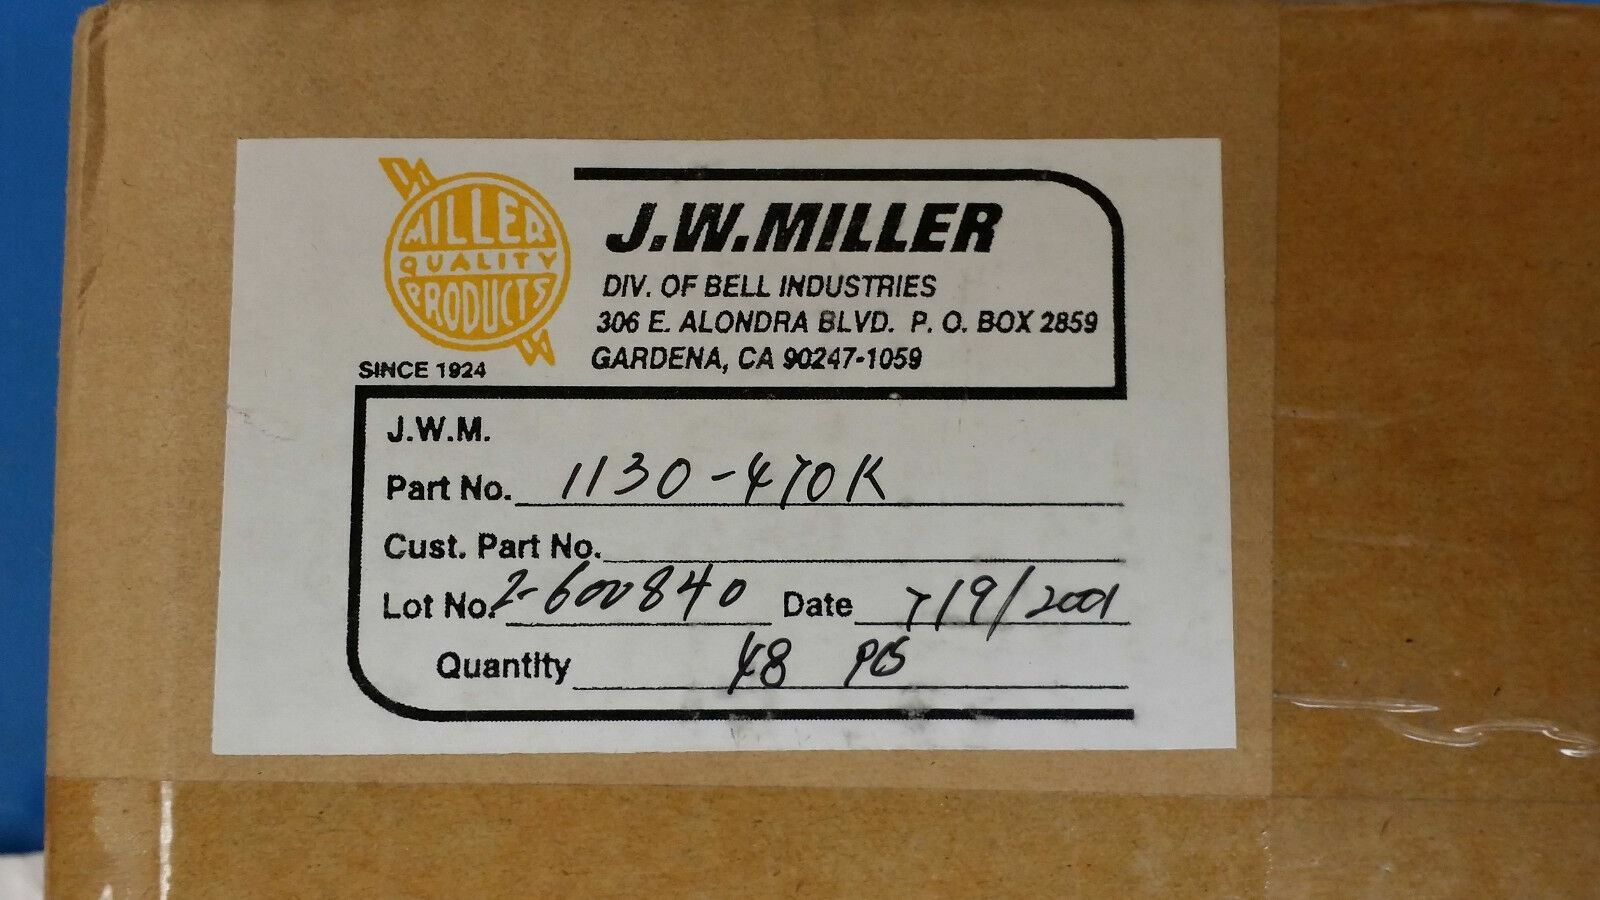 MILLER
QUALITY
PRODUCTS
SINCE 1924
J.W.MILLER
DIV. OF BELL INDUSTRIES
306 E. ALONDRA BLVD. P. O. BOX 2859
GARDENA, CA 90247-1059
J.W.M.
Part No. 1130-470K
Cust. Part No.
Lot No. 2-600840 Date 7/9/2001
Quantity 48 PCS